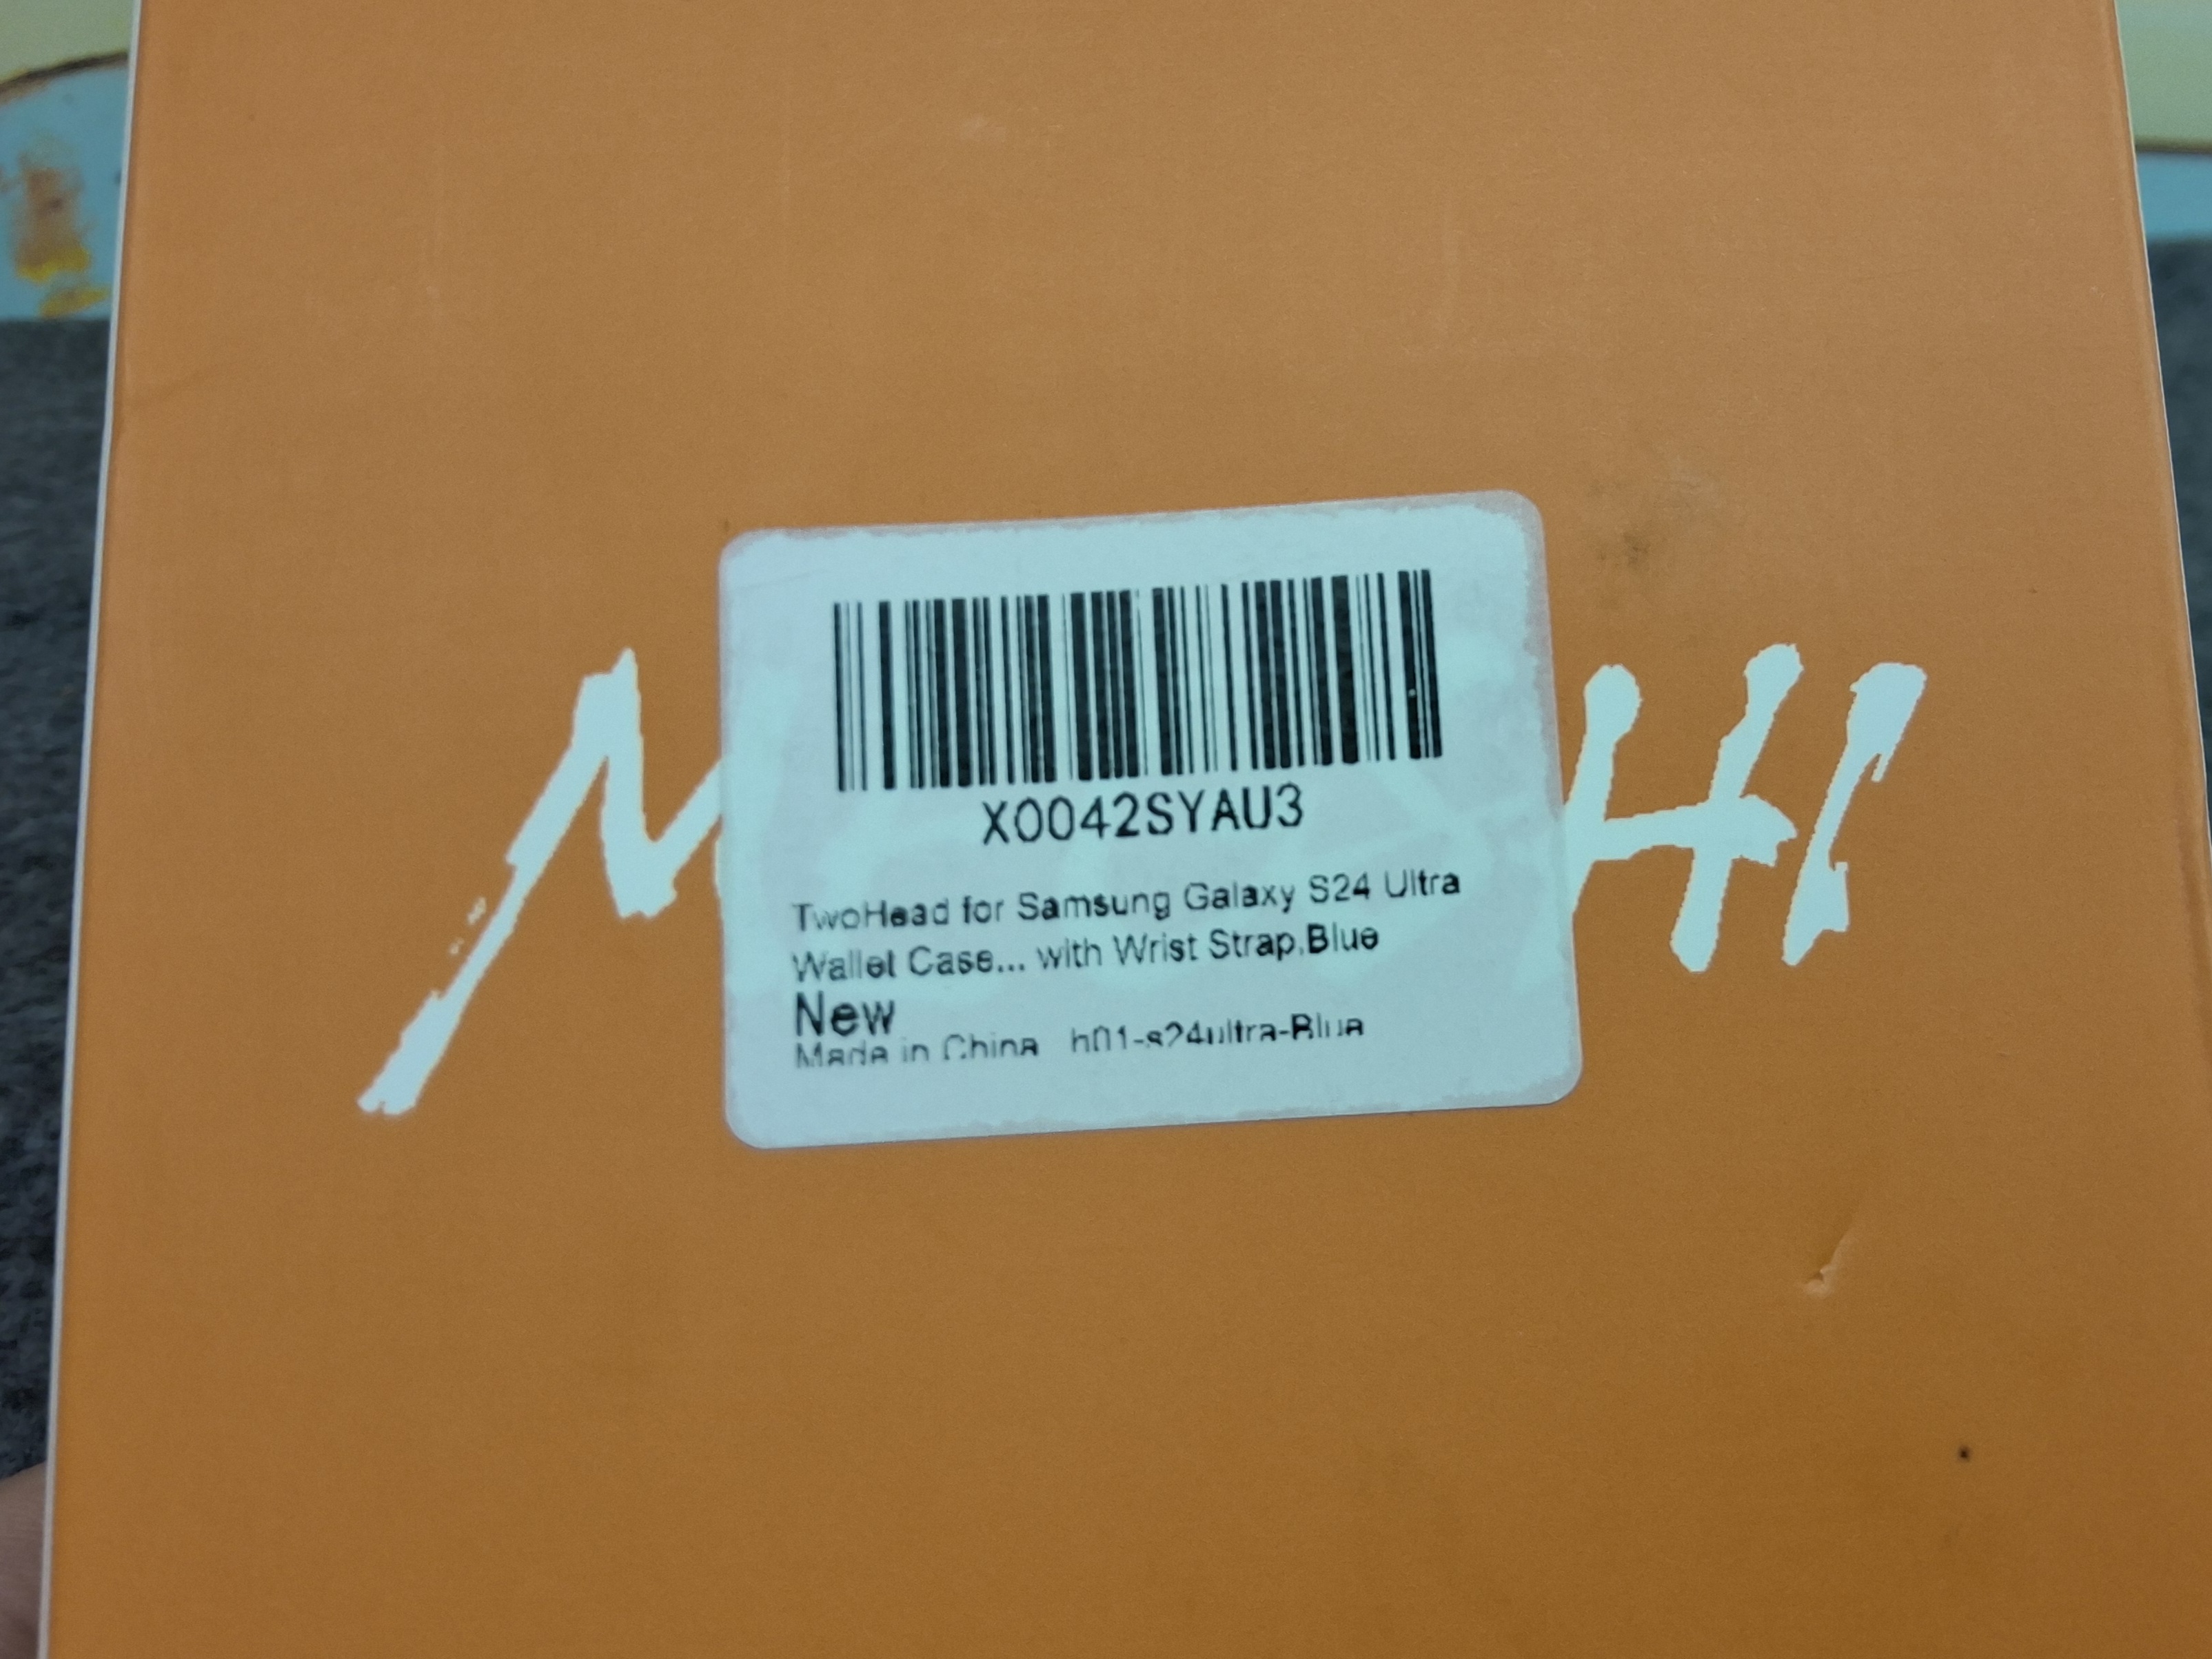 X0042SYAU3
TwoHead for Samsung Galaxy S24 Ultra
Wallet Case... with Wrist Strap,Blue
New
Made in China h01-s24ultra-Blue